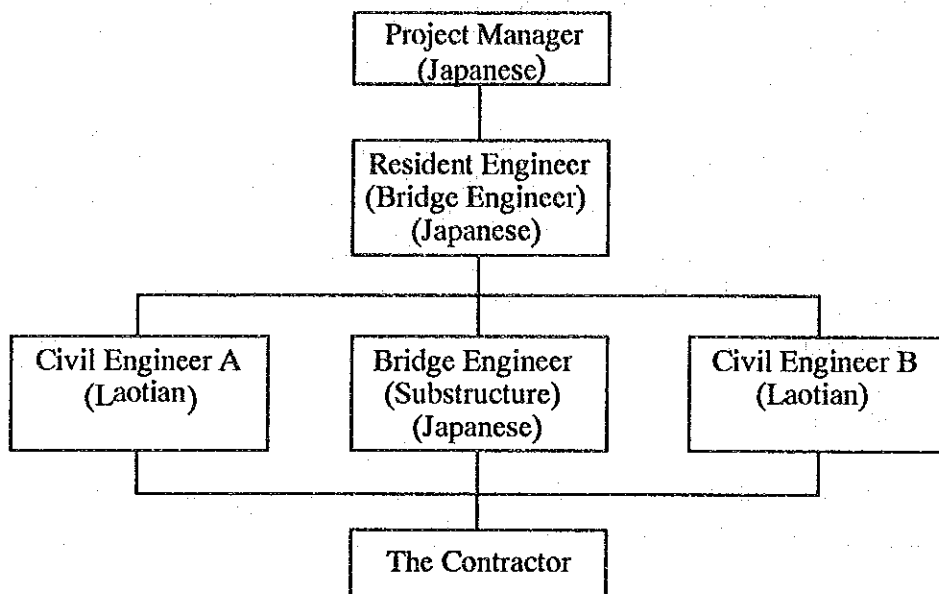 Project Manager
(Japanese)
Resident Engineer
(Bridge Engineer)
(Japanese)
Civil Engineer A
(Laotian)
Bridge Engineer
(Substructure)
(Japanese)
Civil Engineer B
(Laotian)
The Contractor